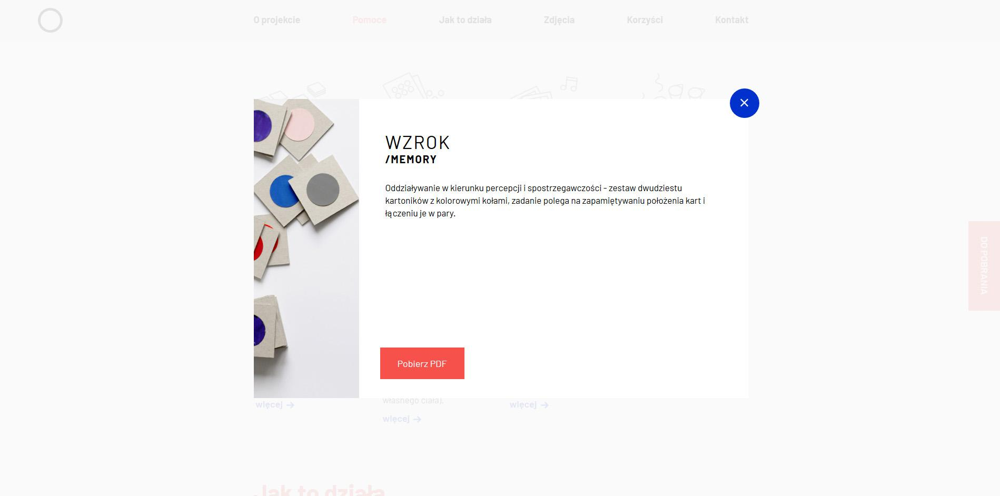 O projekcie
Pomoce
Jak to działa
Zdjęcia
Korzyści
Kontakt
WZROK
/MEMORY
Oddziaływanie w kierunku percepcji i spostrzegawczości - zestaw dwudziestu
kartoników z kolorowymi kołami, zadanie polega na zapamiętywaniu położenia kart i
łączeniu je w pary.
DO POBRANIA
Pobierz PDF
własnego ciała).
więcej
więcej
więcej
Jak to działa